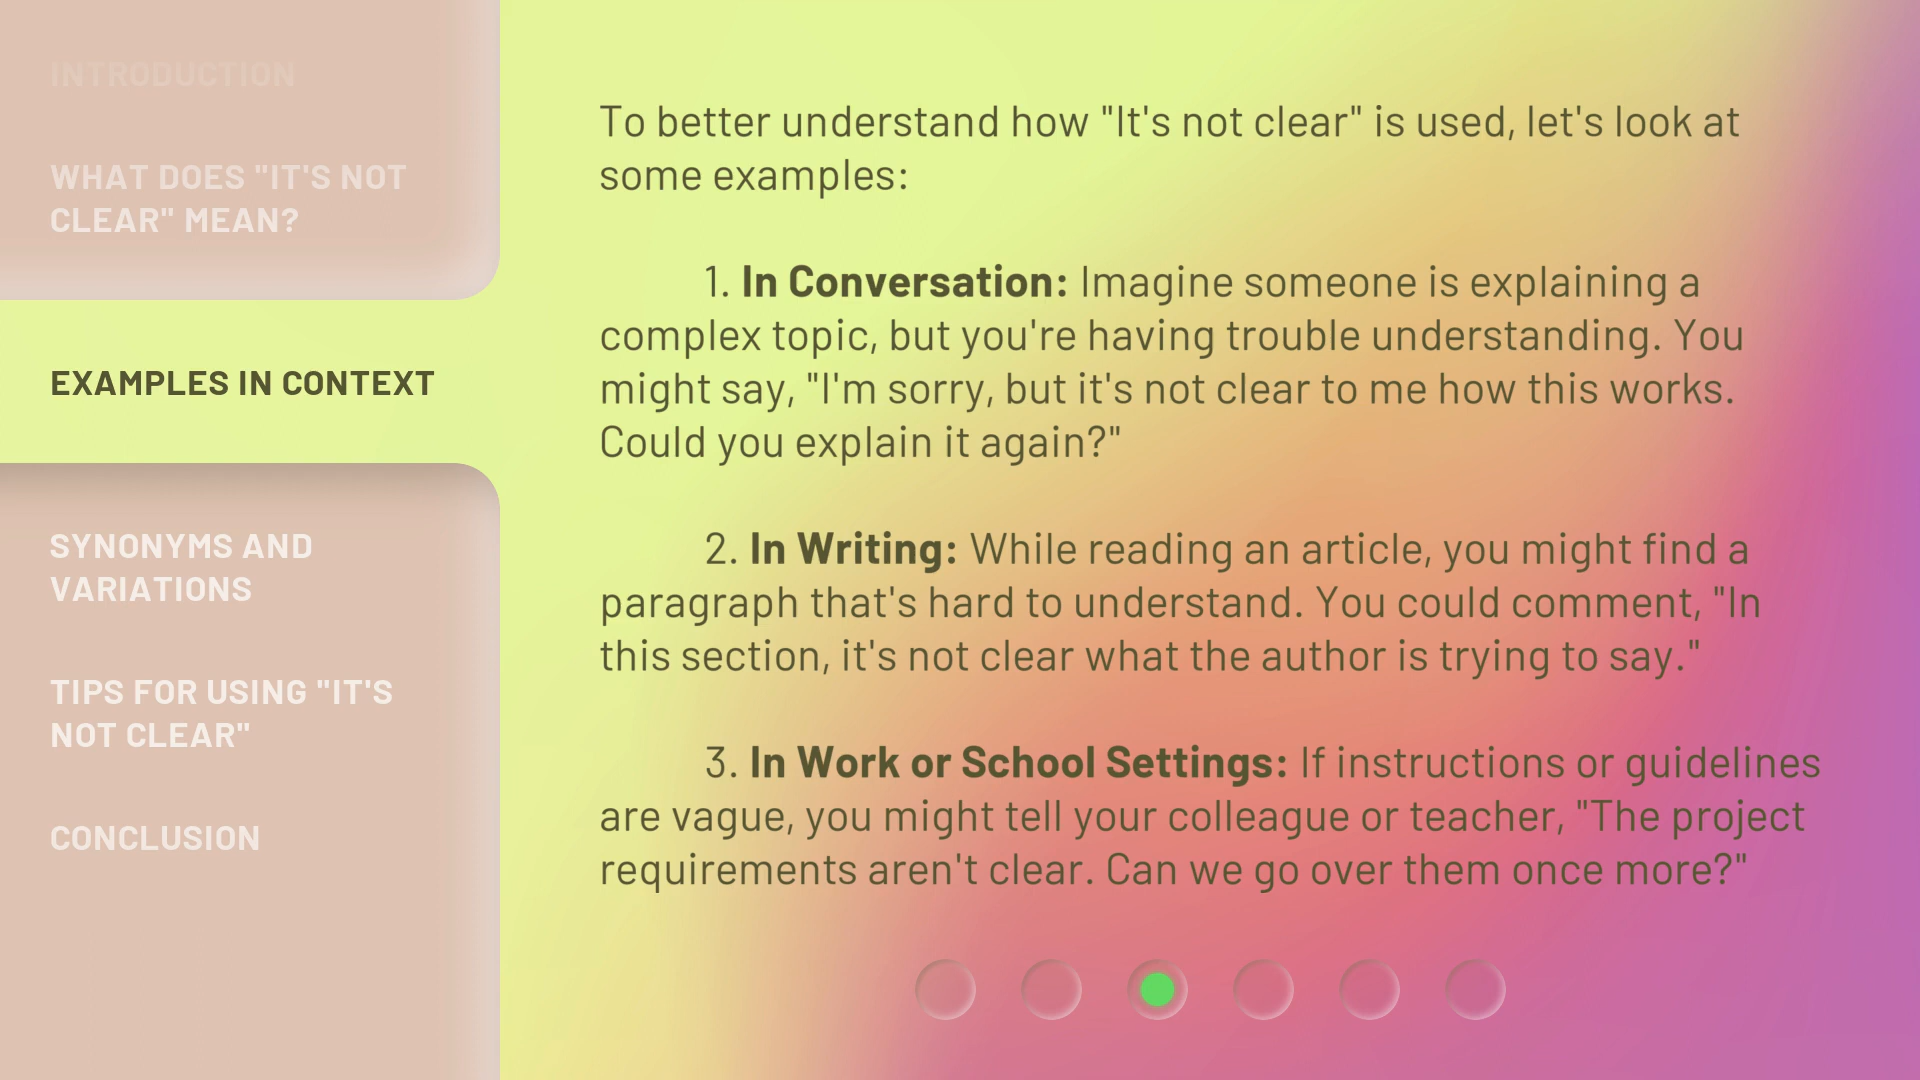 INTRODUCTION
WHAT DOES "IT'S NOT
CLEAR" MEAN?
EXAMPLES IN CONTEXT
SYNONYMS AND
VARIATIONS
TIPS FOR USING "IT'S
NOT CLEAR"
CONCLUSION
To better understand how "It's not clear" is used, let's look at
some examples:
1. In Conversation: Imagine someone is explaining a
complex topic, but you're having trouble understanding. You
might say, "I'm sorry, but it's not clear to me how this works.
Could you explain it again?"
2. In Writing: While reading an article, you might find a
paragraph that's hard to understand. You could comment, "In
this section, it's not clear what the author is trying to say."
3. In Work or School Settings: If instructions or guidelines
are vague, you might tell your colleague or teacher, "The project
requirements aren't clear. Can we go over them once more?"